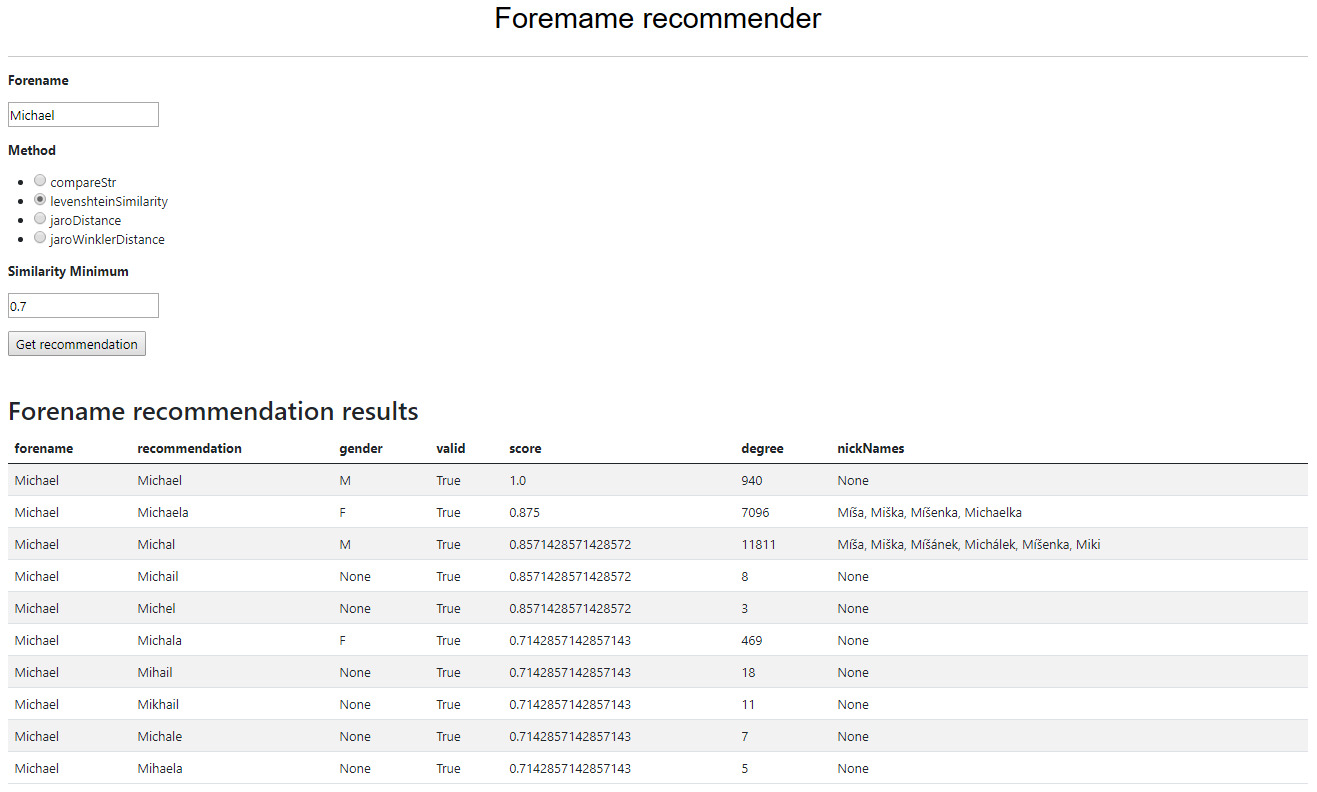 Foremame recommender
Forename
Michael
Method
compareStr
levenshteinSimilarity
jaroDistance
jaroWinklerDistance
Similarity Minimum
0.7
Get recommendation
Forename recommendation results
forename recommendation gender valid score degree nickNames
Michael Michael M True 1.0 940 None
Michael Michaela F True 0.875 7096 Míša, Miška, Míšenka, Michaelka
Michael Michal M True 0.8571428571428572 11811 Míša, Miška, Míšánek, Michálek, Míšenka, Miki
Michael Michail None True 0.8571428571428572 8 None
Michael Michel None True 0.8571428571428572 3 None
Michael Michala F True 0.7142857142857143 469 None
Michael Mihail None True 0.7142857142857143 18 None
Michael Mikhail None True 0.7142857142857143 11 None
Michael Michale None True 0.7142857142857143 7 None
Michael Mihaela None True 0.7142857142857143 5 None